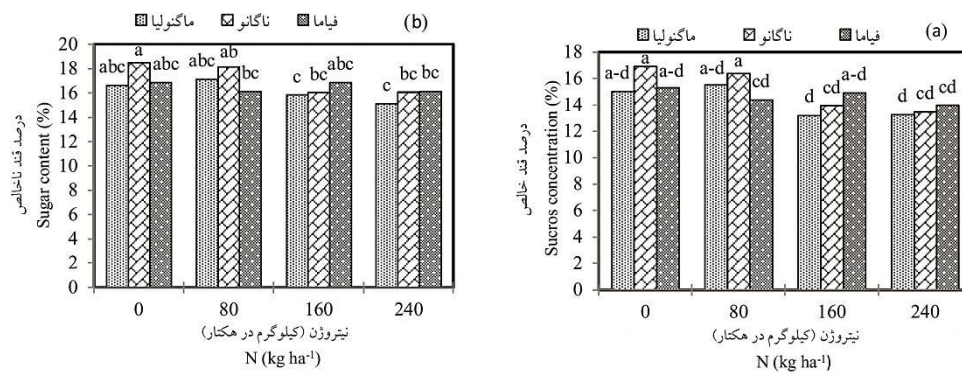 (b)
ماگنولیا ناگانو فیاما
20
18
16
14
12
10
8
6
4
2
0
درصد قند ناخالص
Sugar content (%)
abc a abc
abc ab bc
c bc abc
c bc bc
0 80 160 240
نیتروژن (کیلوگرم در هکتار)
N (kg ha⁻¹)
(a)
ماگنولیا ناگانو فیاما
18
16
14
12
10
8
6
4
2
0
درصد قند خالص
Sucros concentration (%)
a-d a a-d
a-d a cd
d cd a-d
d cd cd
0 80 160 240
نیتروژن (کیلوگرم در هکتار)
N (kg ha⁻¹)